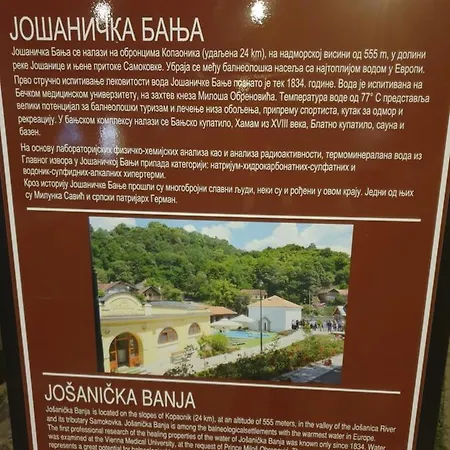 ЈОШАНИЧКА БАЊА
Јошаничка Бања се налази на обронцима Копаоника (удаљена 24 km), на надморској висини од 555 m, у долини
реке Јошанице и њене притоке Самоковке. Убраја се међу балнеолошка насеља са најтоплијом водом у Европи.
Прво стручно испитивање лековитости вода Јошаничке Бање познато је тек 1834. године. Вода је испитивана на
Бечком медицинском универзитету, на захтев кнеза Милоша Обреновића. Температура воде од 77° С представља
велики потенцијал за балнеолошки туризам и лечење низа обољења, припрему спортиста, кутак за одмор и
рекреацију. У бањском комплексу налази се Бањско купатило, Хамам из XVIII века, Блатно купатило, сауна и
базен.
На основу лабораторијских физичко-хемијских анализа као и анализа радиоактивности, термоминерална вода из
Главног извора у Јошаничкој Бањи припада категорији: натријум-хидрокарбонатних-сулфатних и
водоник-сулфидних-алкалних хипертерми.
Кроз историју Јошаничке Бање прошли су многобројни славни људи, неки су и рођени у овом крају. Једни од њих
су Милунка Савић и српски патријарх Герман.
JOŠANIČKA BANJA
Jošanička Banja is located on the slopes of Kopaonik (24 km), at an altitude of 555 meters, in the valley of the Jošanica River
and its tributary Samokovka. Jošanička Banja is among the balneologicalsettlements with the warmest water in Europe.
The first professional research of the healing properties of the water of Jošanička Banja was known only since 1834. Water
was examined at the Vienna Medical University, at the request of Prince Miloš
represents a great potential for